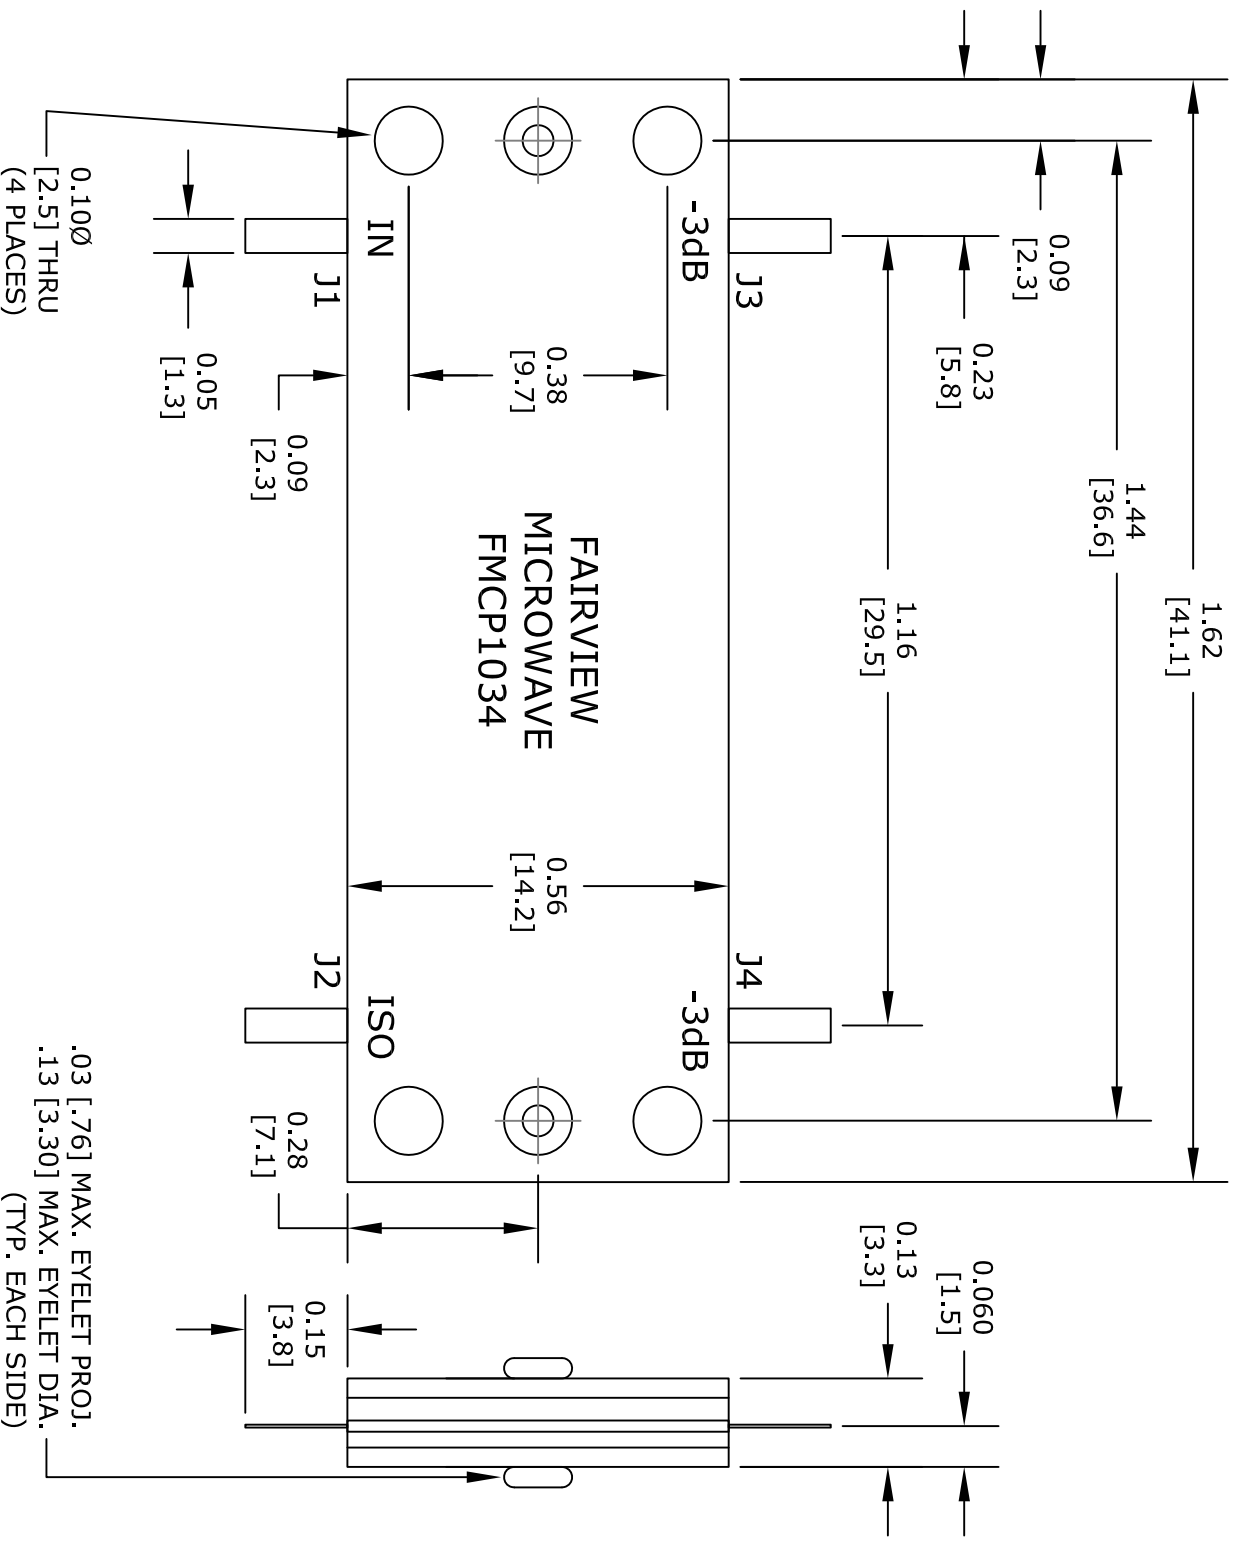 1.62
[41.1]
1.44
[36.6]
0.09
[2.3]
0.23
[5.8]
1.16
[29.5]
0.13
[3.3]
0.060
[1.5]
J3
J4
-3dB
-3dB
0.38
[9.7]
FAIRVIEW
MICROWAVE
FMCP1034
0.56
[14.2]
IN
ISO
J1
J2
0.09
[2.3]
0.28
[7.1]
0.15
[3.8]
0.05
[1.3]
0.10Ø
[2.5] THRU
(4 PLACES)
.03 [.76] MAX. EYELET PROJ.
.13 [3.30] MAX. EYELET DIA.
(TYP. EACH SIDE)